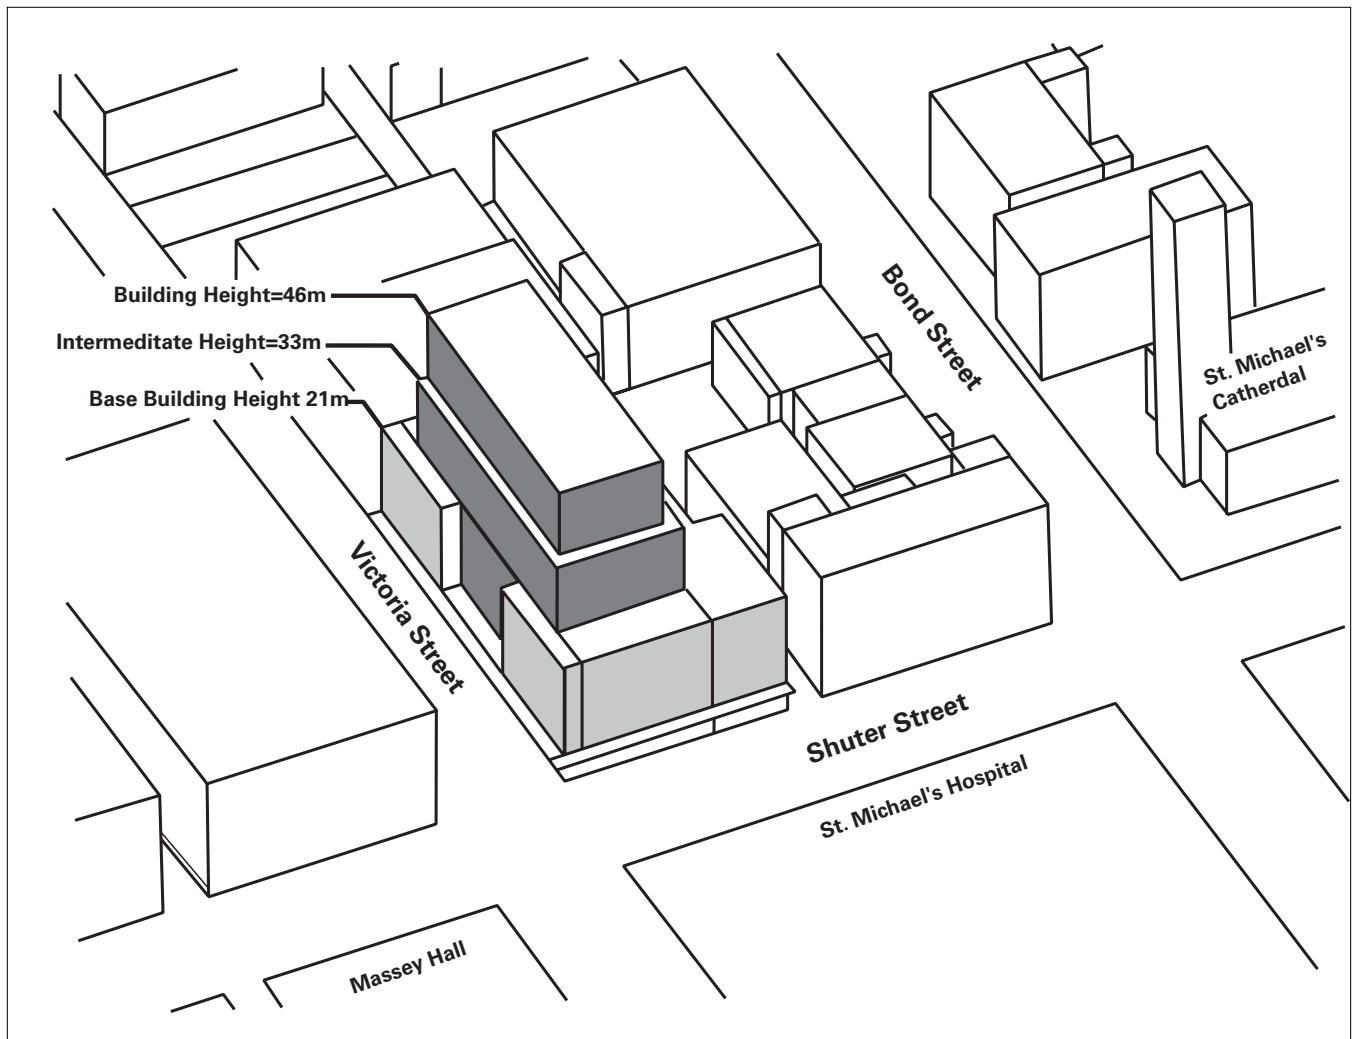 Building Height=46m
Intermeditate Height=33m
Base Building Height 21m
Bond Street
St. Michael's
Catherdal
Victoria Street
Shuter Street
St. Michael's Hospital
Massey Hall